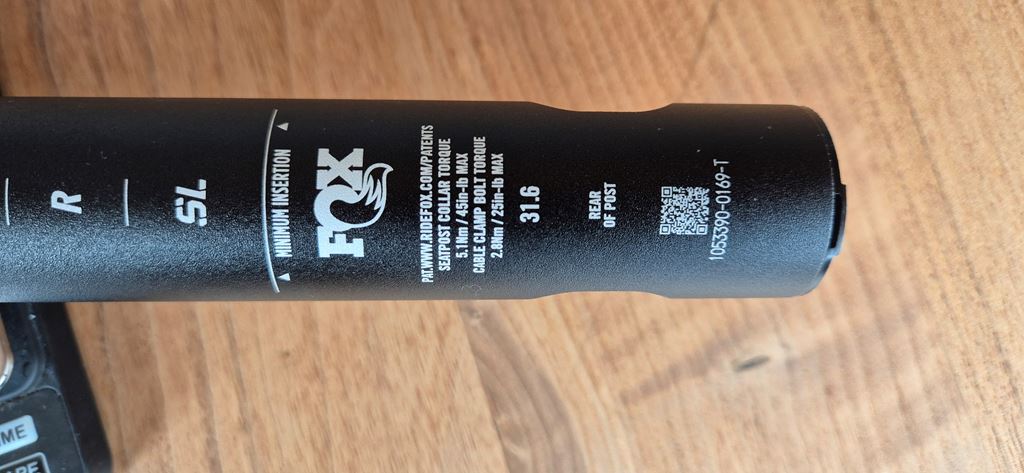 R
SL
MINIMUM INSERTION
FOX
PAT.WWW.RIDEFOX.COM/PATENTS
SEATPOST COLLAR TORQUE
5.1Nm / 45in-lb MAX
CABLE CLAMP BOLT TORQUE
2.8Nm / 25in-lb MAX
31.6
REAR
OF POST
1053390-0169-T